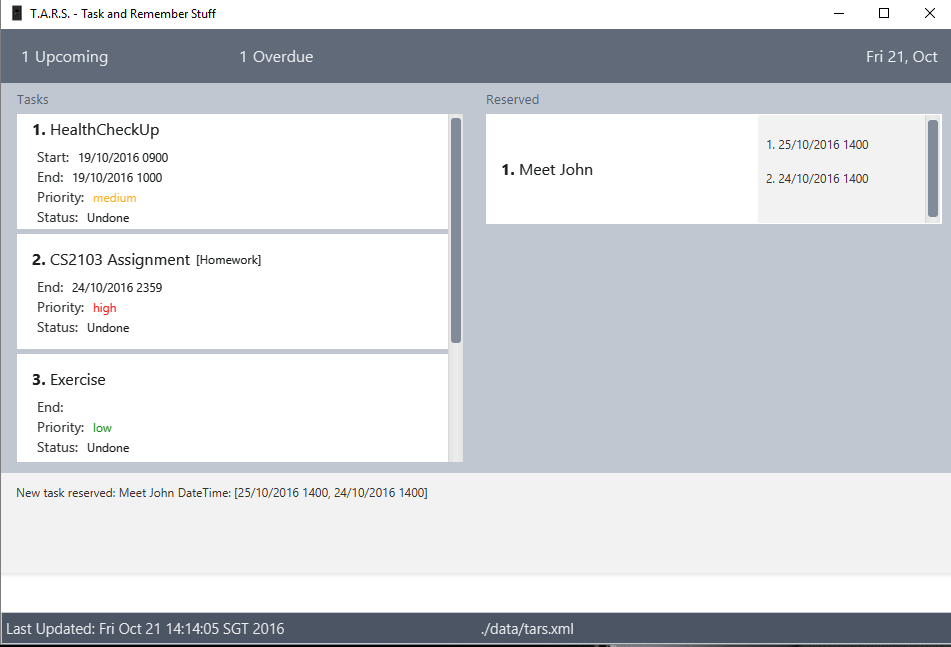 T.A.R.S. - Task and Remember Stuff
1 Upcoming
1 Overdue
Fri 21, Oct
Tasks
1. HealthCheckUp
Start: 19/10/2016 0900
End: 19/10/2016 1000
Priority: medium
Status: Undone
2. CS2103 Assignment [Homework]
End: 24/10/2016 2359
Priority: high
Status: Undone
3. Exercise
End:
Priority: low
Status: Undone
Reserved
1. Meet John
1. 25/10/2016 1400
2. 24/10/2016 1400
New task reserved: Meet John DateTime: [25/10/2016 1400, 24/10/2016 1400]
Last Updated: Fri Oct 21 14:14:05 SGT 2016
./data/tars.xml